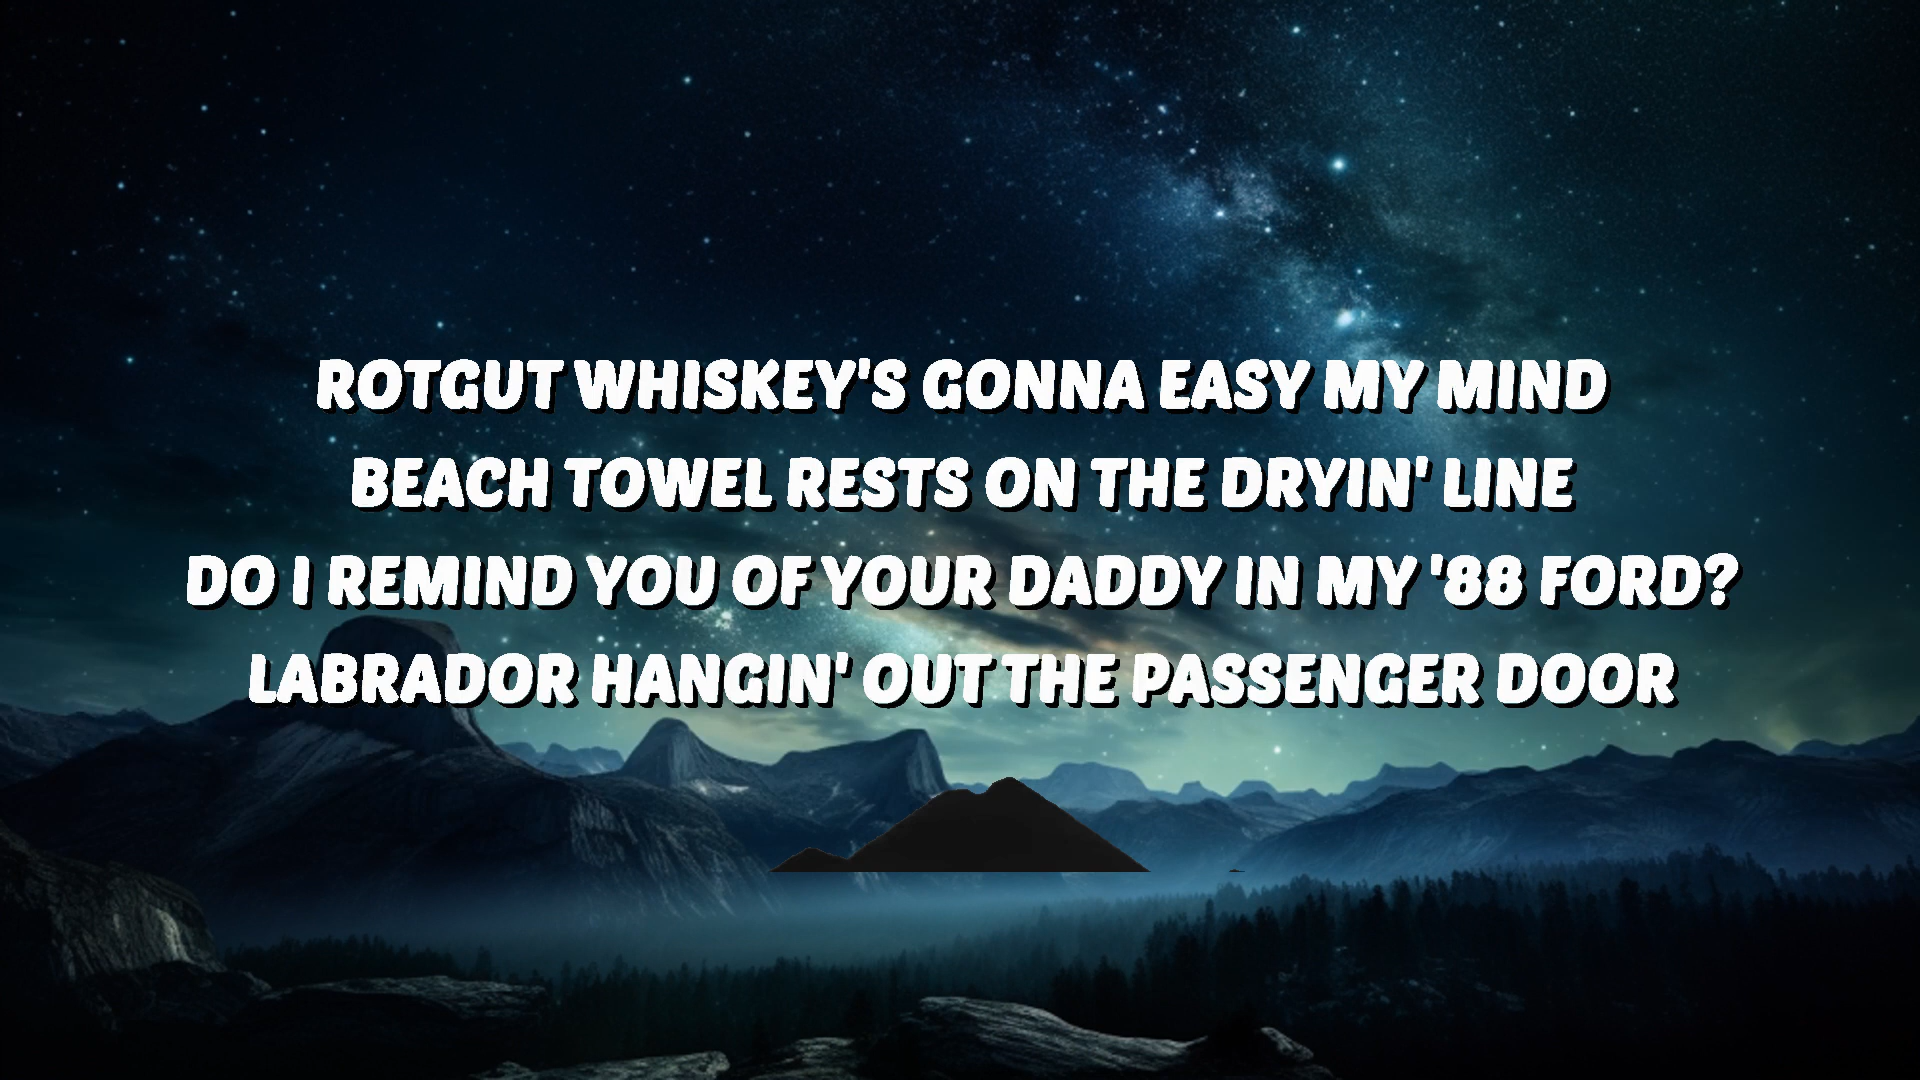 ROTGUT WHISKEY'S GONNA EASY MY MIND
BEACH TOWEL RESTS ON THE DRYIN' LINE
DO I REMIND YOU OF YOUR DADDY IN MY '88 FORD?
LABRADOR HANGIN' OUT THE PASSENGER DOOR